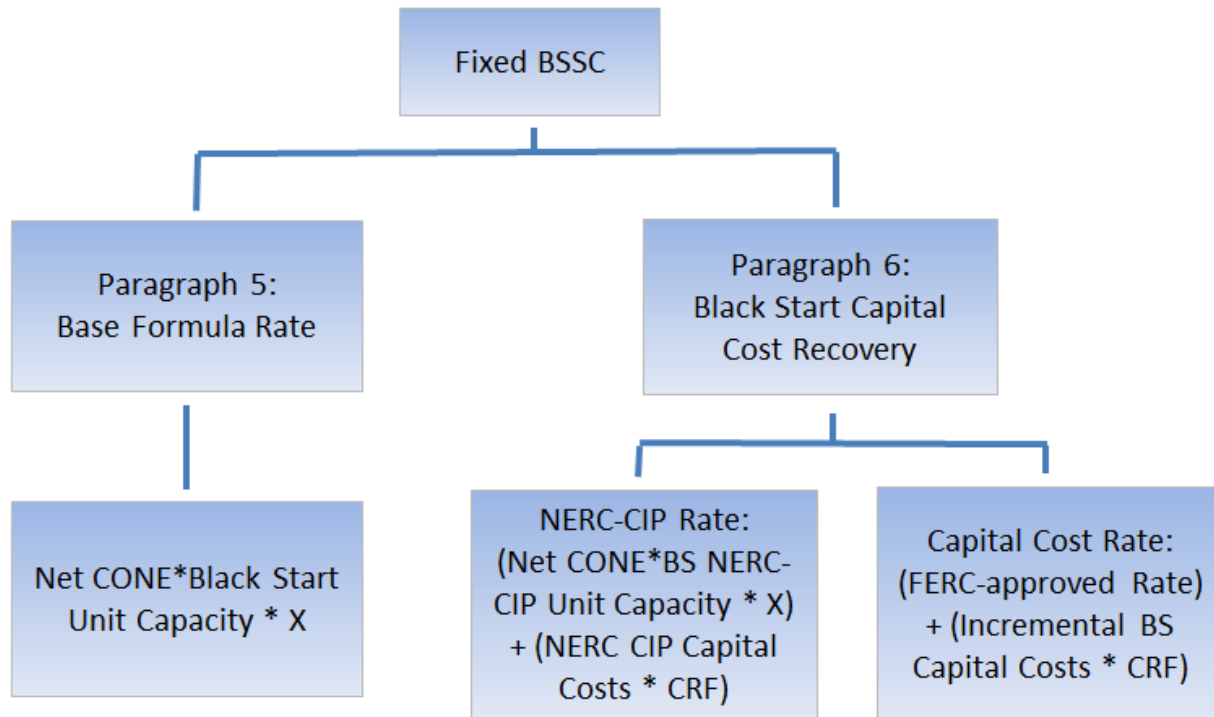 Fixed BSSC
Paragraph 5:
Base Formula Rate
Paragraph 6:
Black Start Capital
Cost Recovery
Net CONE*Black Start
Unit Capacity * X
NERC-CIP Rate:
(Net CONE*BS NERC-
CIP Unit Capacity * X)
+ (NERC CIP Capital
Costs * CRF)
Capital Cost Rate:
(FERC-approved Rate)
+ (Incremental BS
Capital Costs * CRF)